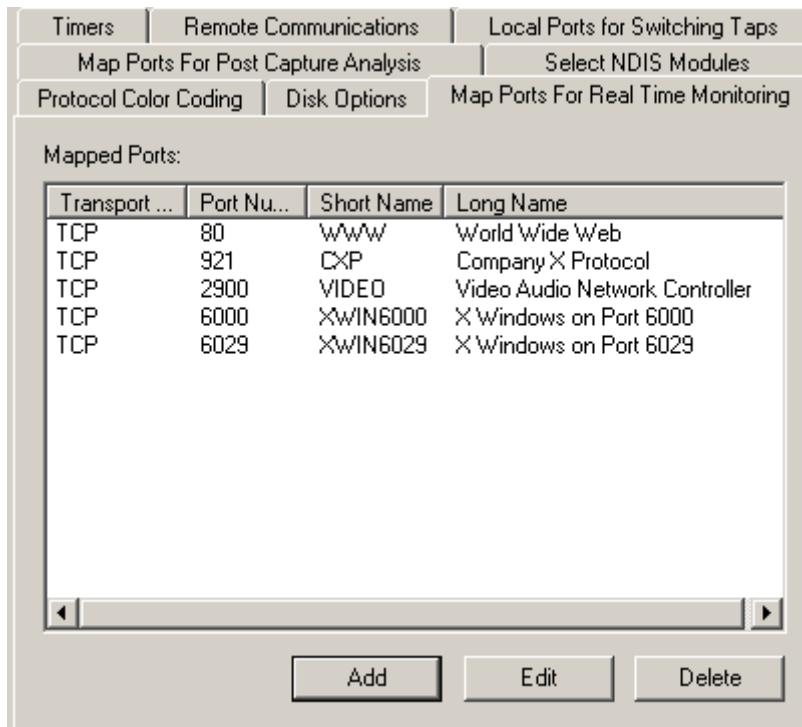 Timers Remote Communications Local Ports for Switching Taps
Map Ports For Post Capture Analysis Select NDIS Modules
Protocol Color Coding Disk Options Map Ports For Real Time Monitoring
Mapped Ports:
Transport ... Port Nu... Short Name Long Name
TCP 80 WWW World Wide Web
TCP 921 CXP Company X Protocol
TCP 2900 VIDEO Video Audio Network Controller
TCP 6000 XWIN6000 X Windows on Port 6000
TCP 6029 XWIN6029 X Windows on Port 6029
Add Edit Delete